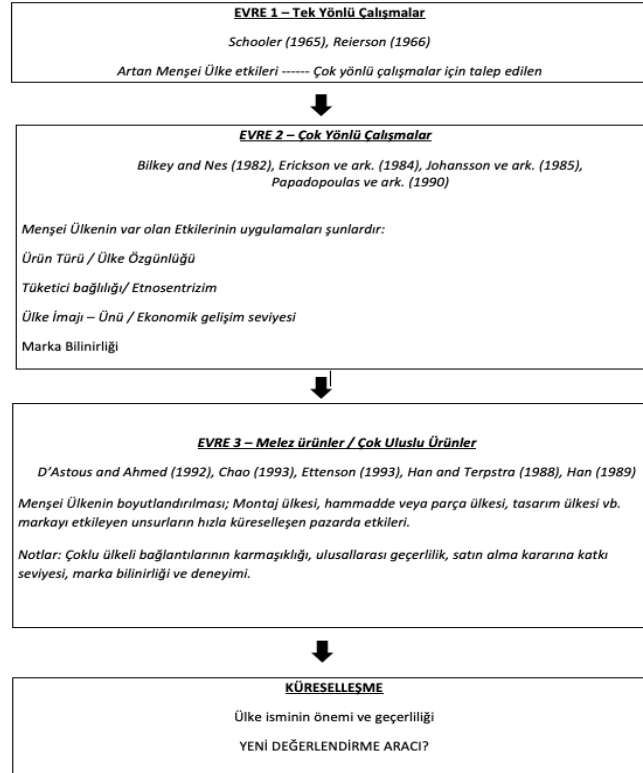 EVRE 1 – Tek Yönlü Çalışmalar
Schooler (1965), Reierson (1966)
Artan Menşei Ülke etkileri ------ Çok yönlü çalışmalar için talep edilen
EVRE 2 – Çok Yönlü Çalışmalar
Bilkey and Nes (1982), Erickson ve ark. (1984), Johansson ve ark. (1985),
Papadopoulas ve ark. (1990)
Menşei Ülkenin var olan Etkilerinin uygulamaları şunlardır:
Ürün Türü / Ülke Özgünlüğü
Tüketici bağlılığı/ Etnosentrizim
Ülke İmajı – Ünü / Ekonomik gelişim seviyesi
Marka Bilinirliği
EVRE 3 – Melez ürünler / Çok Uluslu Ürünler
D’Astous and Ahmed (1992), Chao (1993), Ettenson (1993), Han and Terpstra (1988), Han (1989)
Menşei Ülkenin boyutlandırılması; Montaj ülkesi, hammadde veya parça ülkesi, tasarım ülkesi vb.
markayı etkileyen unsurların hızla küreselleşen pazarda etkileri.
Notlar: Çoklu ülkeli bağlantılarının karmaşıklığı, ulusallarası geçerlilik, satın alma kararına katkı
seviyesi, marka bilinirliği ve deneyimi.
KÜRESELLEŞME
Ülke isminin önemi ve geçerliliği
YENİ DEĞERLENDİRME ARACI?